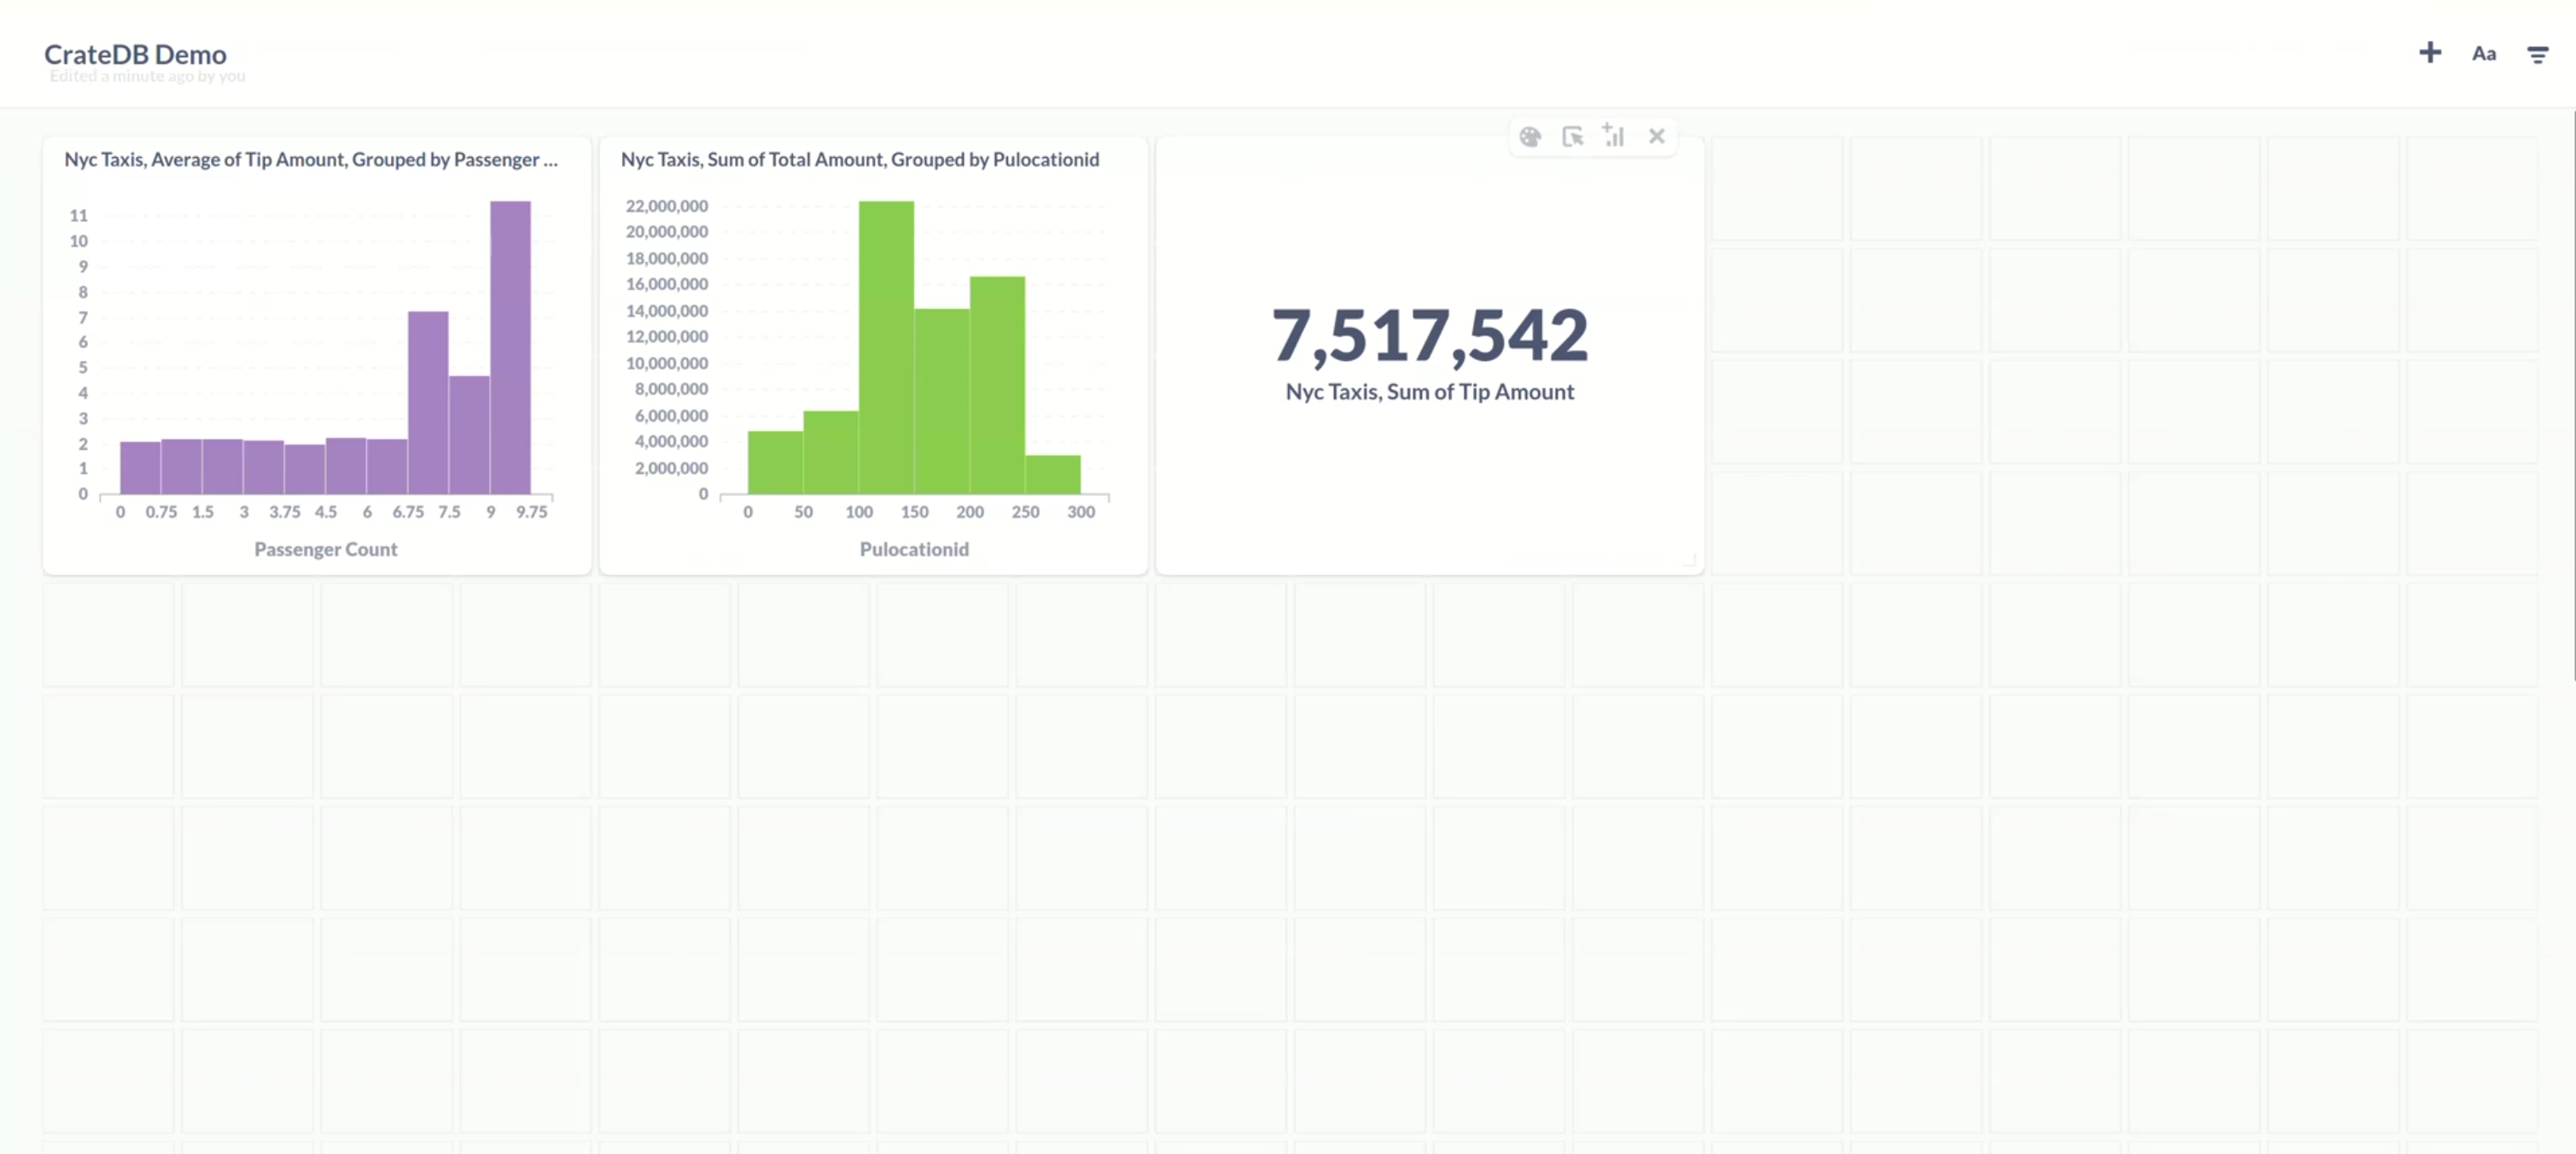 CrateDB Demo
Edited a minute ago by you
Aa
Nyc Taxis, Average of Tip Amount, Grouped by Passenger ...
11
10
9
8
7
6
5
4
3
2
1
0
0 0.75 1.5 3 3.75 4.5 6 6.75 7.5 9 9.75
Passenger Count
Nyc Taxis, Sum of Total Amount, Grouped by Pulocationid
22,000,000
20,000,000
18,000,000
16,000,000
14,000,000
12,000,000
10,000,000
8,000,000
6,000,000
4,000,000
2,000,000
0
0 50 100 150 200 250 300
Pulocationid
7,517,542
Nyc Taxis, Sum of Tip Amount